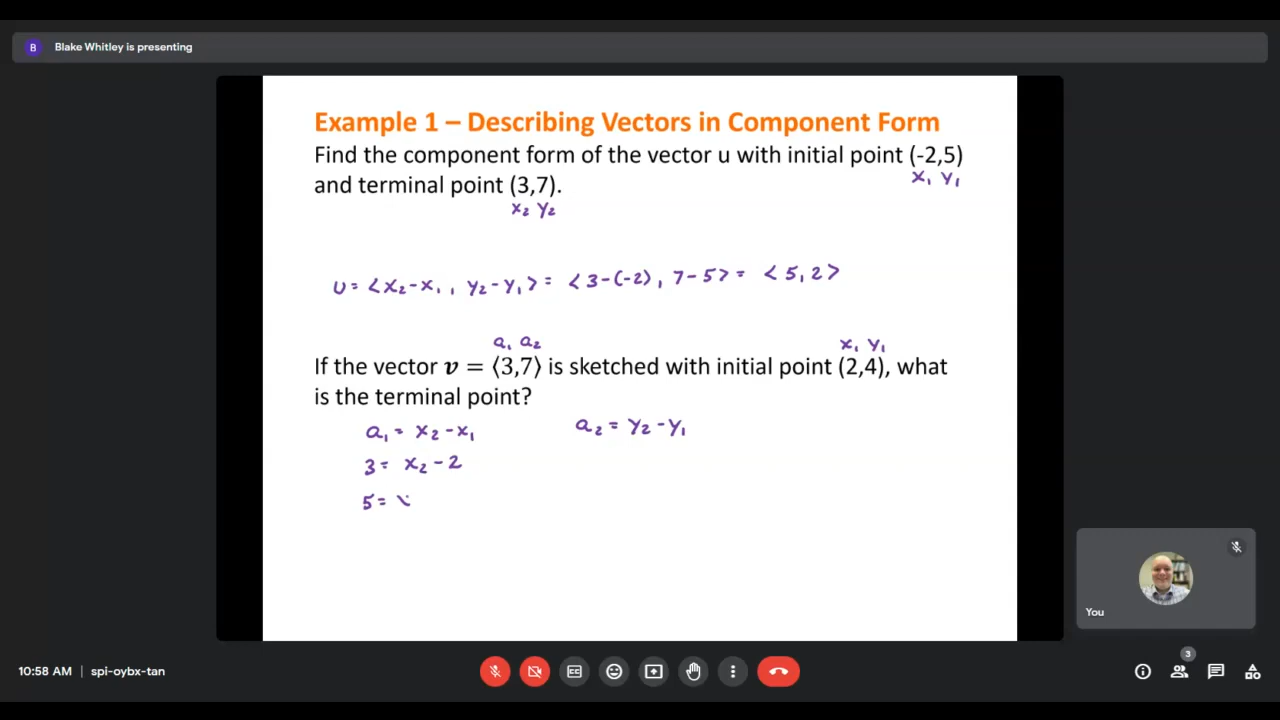 B Blake Whitley is presenting
Example 1 – Describing Vectors in Component Form
Find the component form of the vector u with initial point (-2,5)
x₁ y₁
and terminal point (3,7).
x₂ y₂
u = ⟨x₂-x₁, y₂-y₁⟩ = ⟨3-(-2), 7-5⟩ = ⟨5,2⟩
a₁ a₂ x₁ y₁
If the vector v = ⟨3,7⟩ is sketched with initial point (2,4), what
is the terminal point?
a₁ = x₂-x₁ a₂ = y₂-y₁
3 = x₂-2
5 =
You
3
10:58 AM | spi-oybx-tan